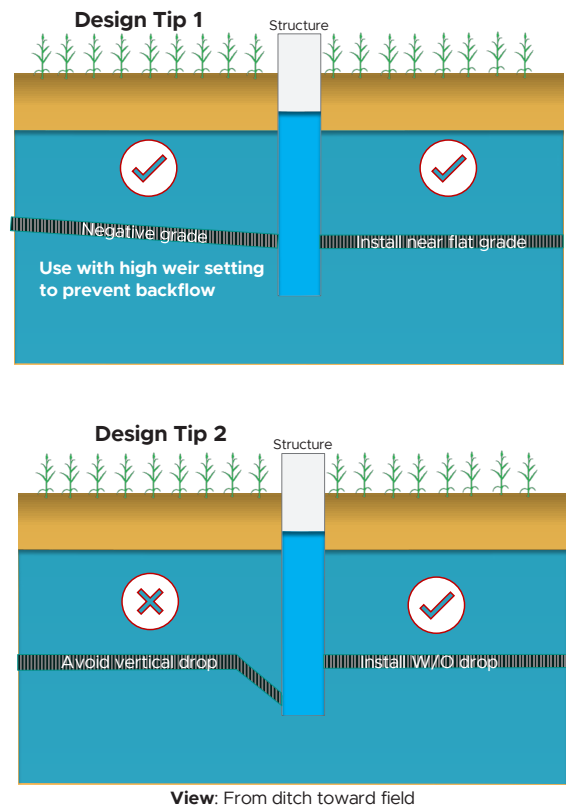 Design Tip 1
Structure
Negative grade
Install near flat grade
Use with high weir setting
to prevent backflow
Design Tip 2
Structure
Avoid vertical drop
Install W/O drop
View: From ditch toward field